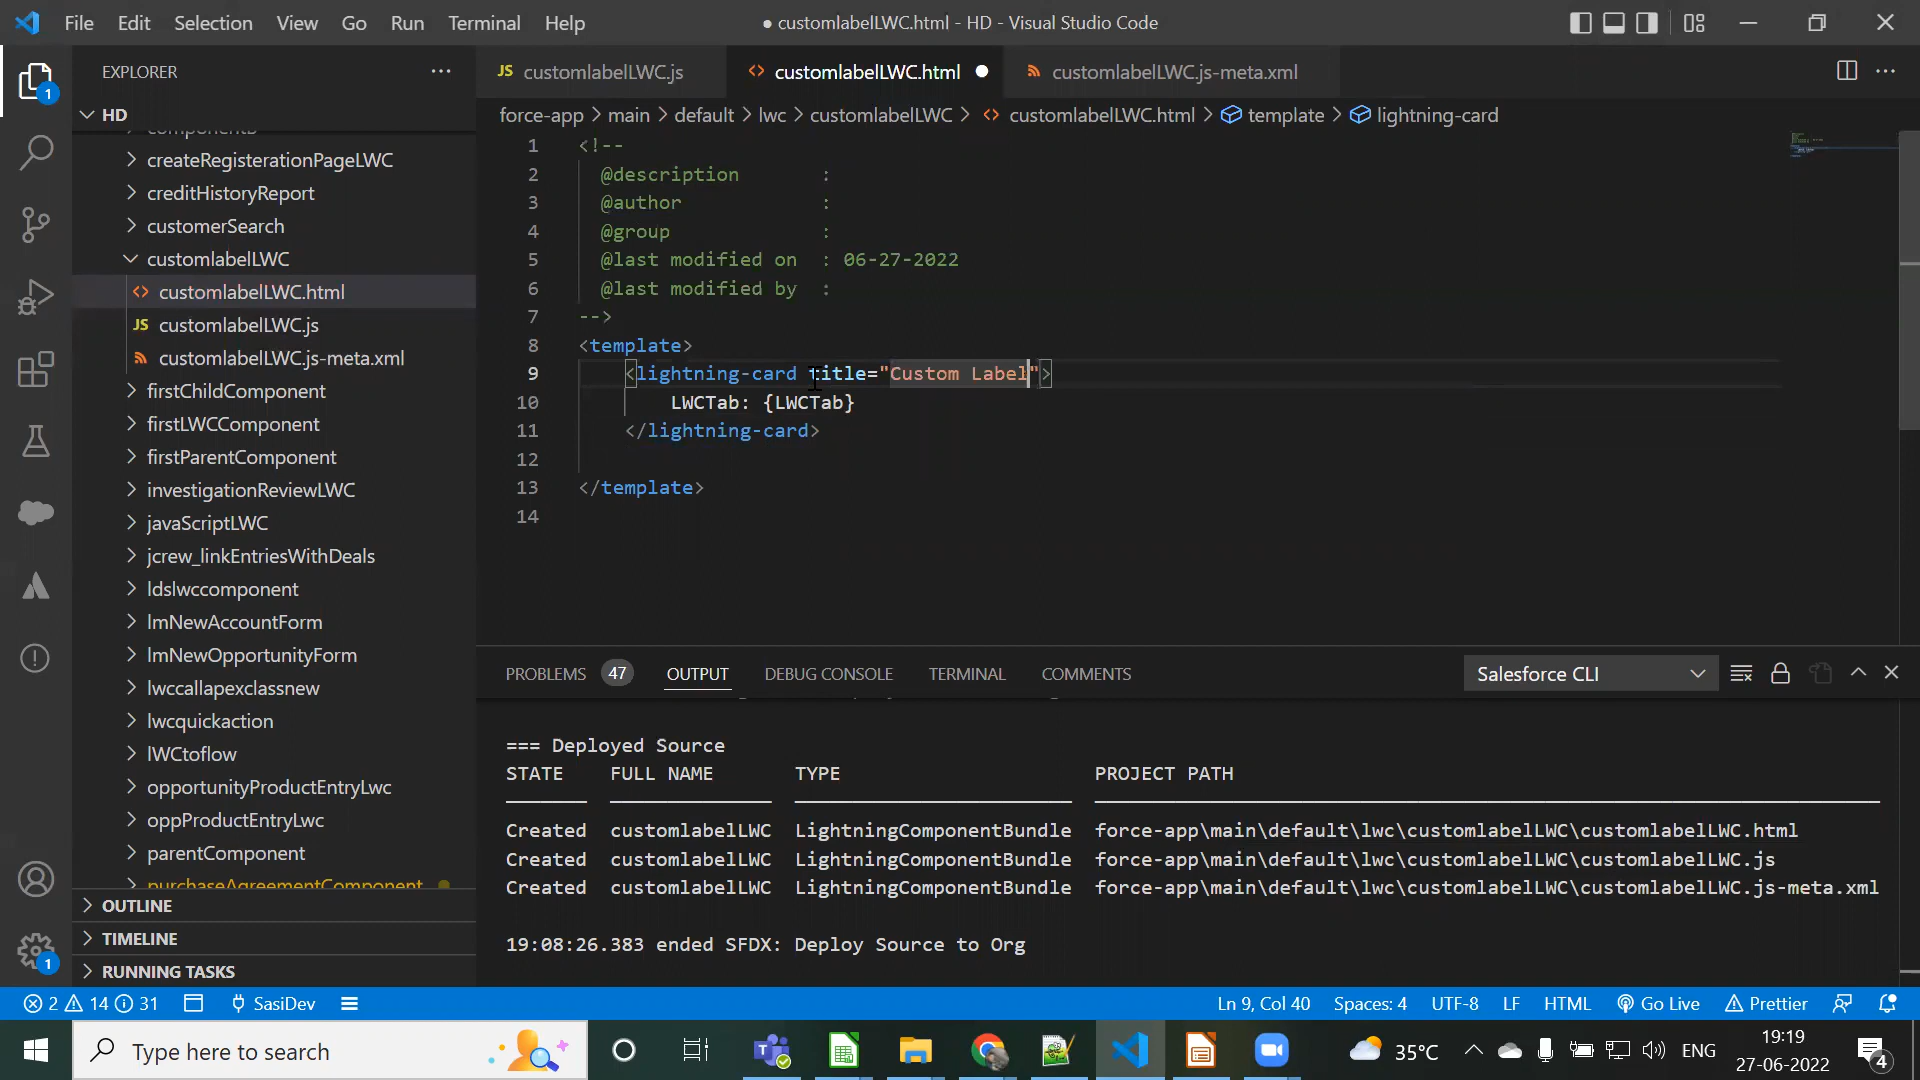 File Edit Selection View Go Run Terminal Help
● customlabelLWC.html - HD - Visual Studio Code
EXPLORER
1
HD
createRegisterationPageLWC
creditHistoryReport
customerSearch
customlabelLWC
customlabelLWC.html
customlabelLWC.js
customlabelLWC.js-meta.xml
firstChildComponent
firstLWCComponent
firstParentComponent
investigationReviewLWC
javaScriptLWC
jcrew_linkEntriesWithDeals
ldslwccomponent
lmNewAccountForm
lmNewOpportunityForm
lwccallapexclassnew
lwcquickaction
lWCtoflow
opportunityProductEntryLwc
oppProductEntryLwc
parentComponent
purchaseAgreementComponent
OUTLINE
TIMELINE
RUNNING TASKS
1
JS customlabelLWC.js
customlabelLWC.html
customlabelLWC.js-meta.xml
force-app > main > default > lwc > customlabelLWC > customlabelLWC.html > template > lightning-card
1 <!--
2 @description :
3 @author :
4 @group :
5 @last modified on : 06-27-2022
6 @last modified by :
7 -->
8 <template>
9 <lightning-card title="Custom Label">
10 LWCTab: {LWCTab}
11 </lightning-card>
12
13 </template>
14
PROBLEMS 47 OUTPUT DEBUG CONSOLE TERMINAL COMMENTS
Salesforce CLI
=== Deployed Source
STATE FULL NAME TYPE PROJECT PATH
Created customlabelLWC LightningComponentBundle force-app\main\default\lwc\customlabelLWC\customlabelLWC.html
Created customlabelLWC LightningComponentBundle force-app\main\default\lwc\customlabelLWC\customlabelLWC.js
Created customlabelLWC LightningComponentBundle force-app\main\default\lwc\customlabelLWC\customlabelLWC.js-meta.xml
19:08:26.383 ended SFDX: Deploy Source to Org
2 14 31 SasiDev
Ln 9, Col 40 Spaces: 4 UTF-8 LF HTML Go Live Prettier
Type here to search
35°C ENG
19:19
27-06-2022
4